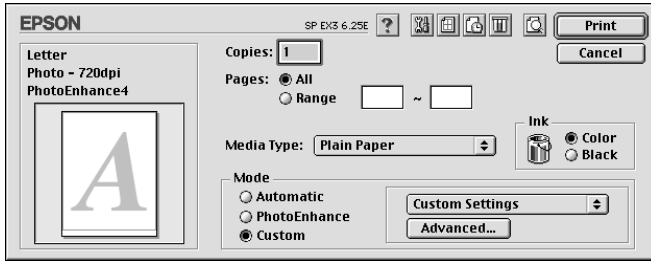 EPSON
SP EX3 6.25E
?
Print
Cancel
Letter
Photo - 720dpi
PhotoEnhance4
A
Copies: 1
Pages: All
Range ~
Media Type: Plain Paper
Ink
Color
Black
Mode
Automatic
PhotoEnhance
Custom
Custom Settings
Advanced...